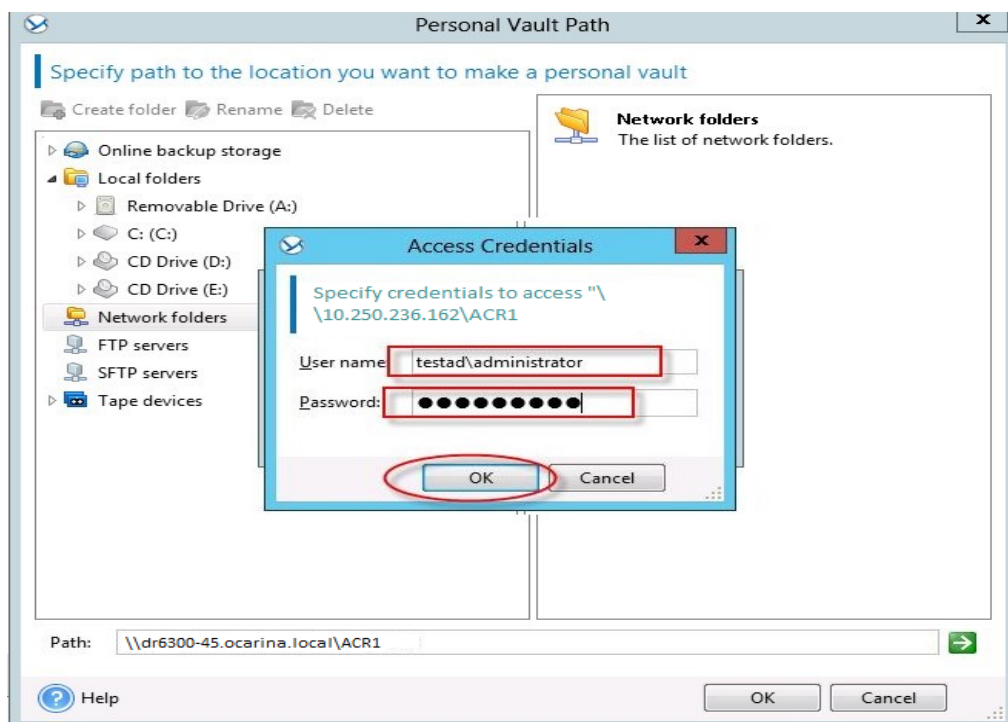 Personal Vault Path
x
Specify path to the location you want to make a personal vault
Create folder Rename Delete
Online backup storage
Local folders
Removable Drive (A:)
C: (C:)
CD Drive (D:)
CD Drive (E:)
Network folders
FTP servers
SFTP servers
Tape devices
Network folders
The list of network folders.
Access Credentials
x
Specify credentials to access "\
\10.250.236.162\ACR1
User name
testad\administrator
Password: ●●●●●●●●●
OK Cancel
Path: \\dr6300-45.ocarina.local\ACR1
? Help
OK Cancel